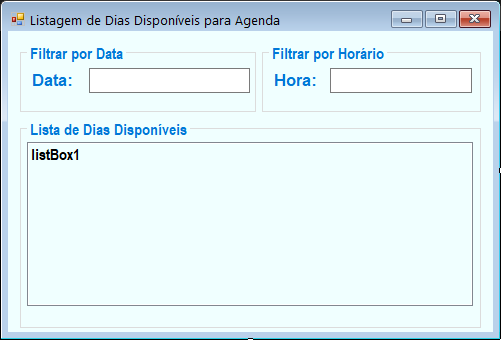 Listagem de Dias Disponíveis para Agenda
Filtrar por Data
Data:
Filtrar por Horário
Hora:
Lista de Dias Disponíveis
listBox1